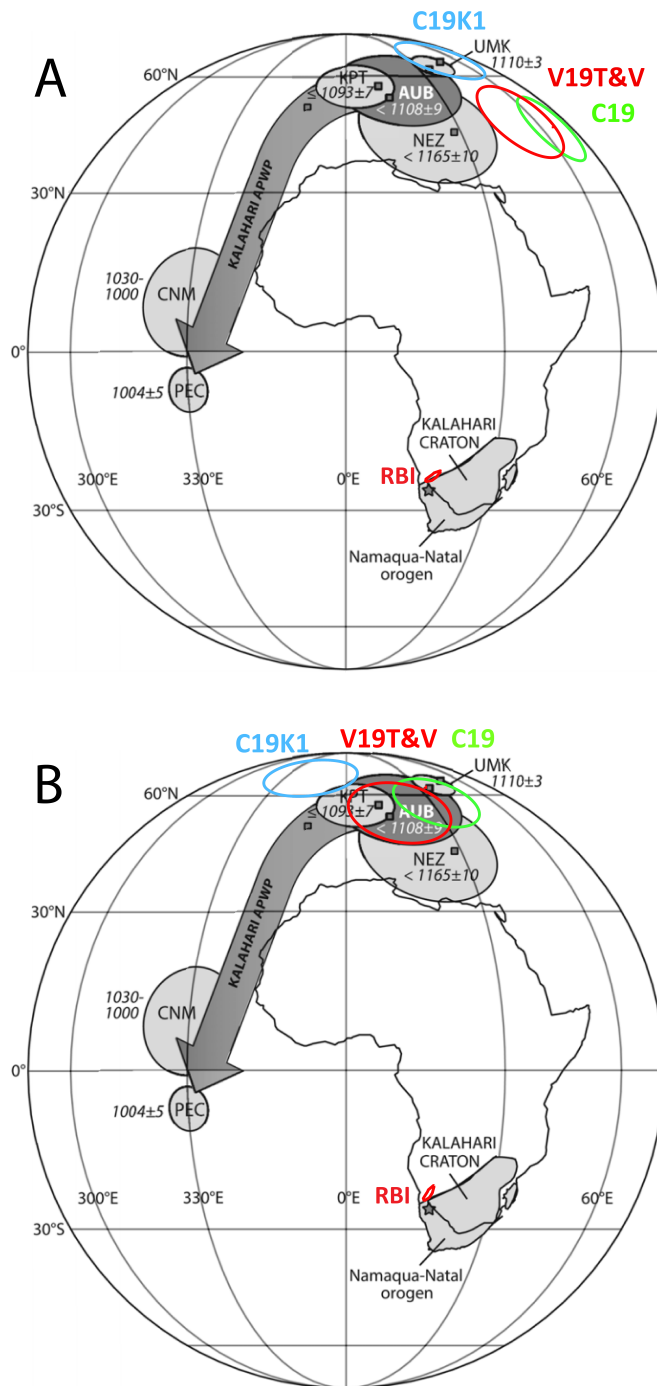 A
C19K1
UMK
1110±3
60°N
KPT
≤ 1093±7
AUB
< 1108±9
V19T&V
C19
NEZ
< 1165±10
30°N
KALAHARI APWP
1030-
1000
CNM
0°
1004±5
PEC
KALAHARI
CRATON
RBI
300°E
330°E
0°E
60°E
30°S
Namaqua-Natal
orogen
B
C19K1
V19T&V
C19
UMK
1110±3
60°N
KPT
≤ 1093±7
AUB
< 1108±9
NEZ
< 1165±10
30°N
KALAHARI APWP
1030-
1000
CNM
0°
1004±5
PEC
KALAHARI
CRATON
RBI
300°E
330°E
0°E
60°E
30°S
Namaqua-Natal
orogen